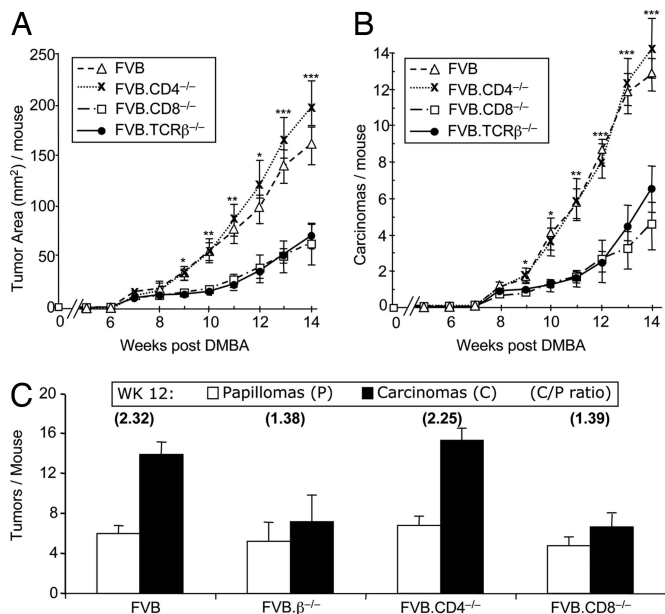 A
250
200
150
100
50
0
0
6
8
10
12
14
Tumor Area (mm²) / mouse
Weeks post DMBA
FVB
FVB.CD4⁻/⁻
FVB.CD8⁻/⁻
FVB.TCRβ⁻/⁻
*
**
**
*
***
***
B
14
12
10
8
6
4
2
0
0
6
8
10
12
14
Carcinomas / mouse
Weeks post DMBA
FVB
FVB.CD4⁻/⁻
FVB.CD8⁻/⁻
FVB.TCRβ⁻/⁻
*
*
**
***
***
***
C
WK 12: Papillomas (P) Carcinomas (C) (C/P ratio)
(2.32) (1.38) (2.25) (1.39)
20
16
12
8
4
0
Tumors / Mouse
FVB FVB.β⁻/⁻ FVB.CD4⁻/⁻ FVB.CD8⁻/⁻